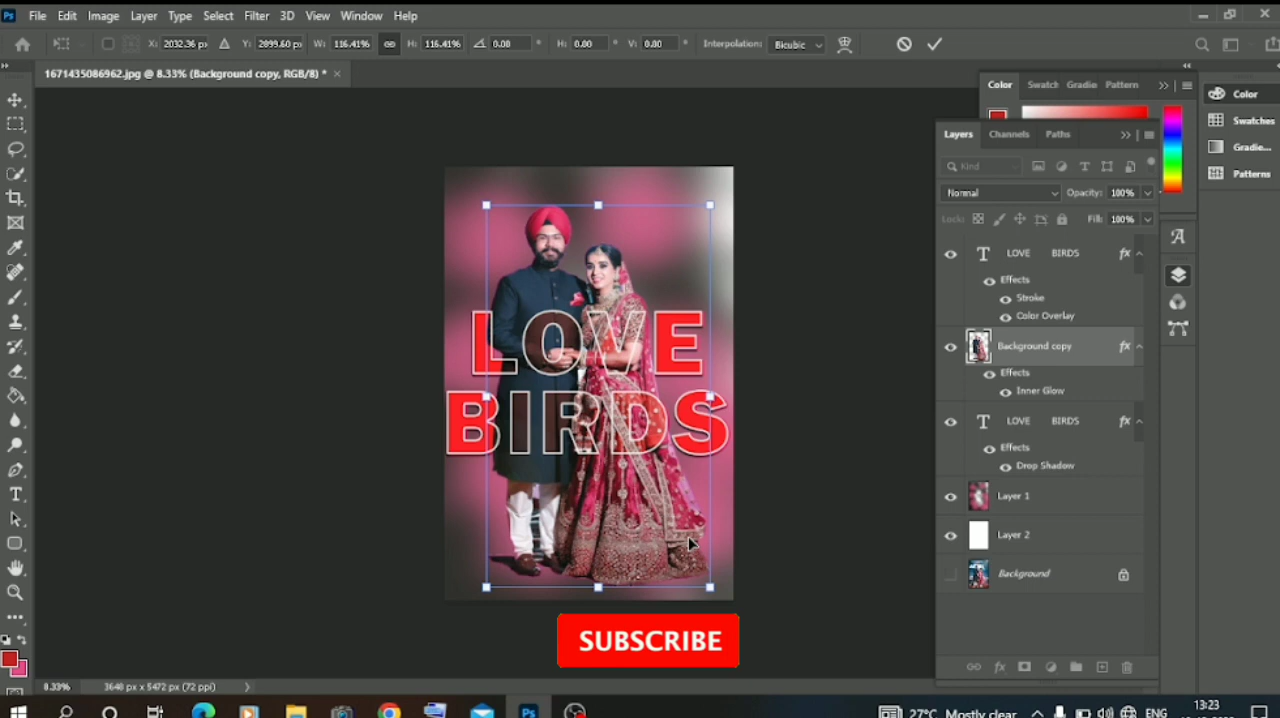 Ps File Edit Image Layer Type Select Filter 3D View Window Help
X: 2032.36 px Y: 2899.60 px W: 116.41% H: 116.41% 0.00 ° H: 0.00 ° V: 0.00 ° Interpolation: Bicubic
1671435086962.jpg @ 8.33% (Background copy, RGB/8) * ×
Color Swatch Gradie Pattern
Color
Swatches
Gradie...
Patterns
Layers Channels Paths
Kind
Normal Opacity: 100%
Lock: Fill: 100%
T LOVE BIRDS fx
Effects
Stroke
Color Overlay
Background copy fx
Effects
Inner Glow
T LOVE BIRDS fx
Effects
Drop Shadow
Layer 1
Layer 2
Background
LOVE
BIRDS
SUBSCRIBE
8.33% 3648 px x 5472 px (72 ppi)
27°C Mostly clear ENG 13:23